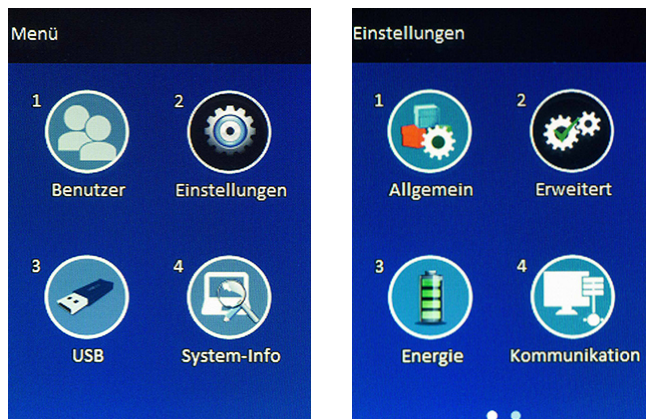 Menü
1
2
Benutzer
Einstellungen
3
4
USB
System-Info
Einstellungen
1
2
Allgemein
Erweitert
3
4
Energie
Kommunikation